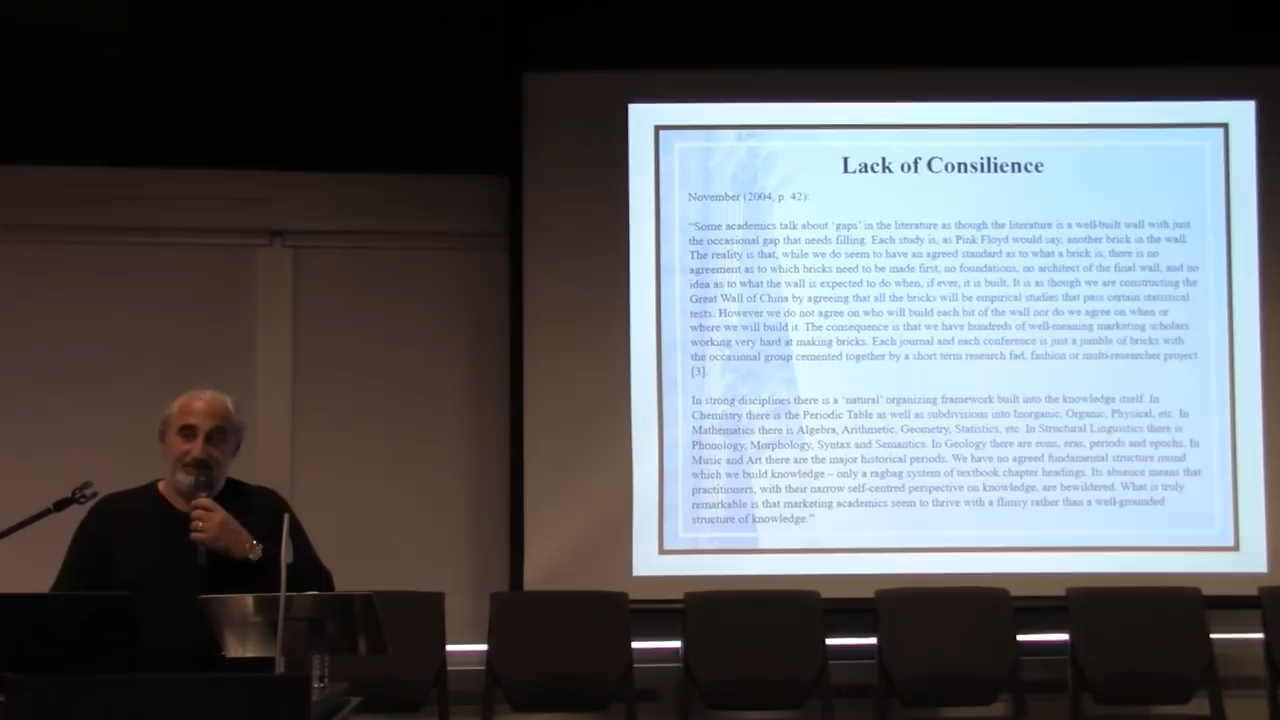 Lack of Consilience
November (2004, p. 42):
"Some academics talk about 'gaps' in the literature as though the literature is a well-built wall with just
the occasional gap that needs filling. Each study is, as Pink Floyd would say, another brick in the wall.
The reality is that, while we do seem to have an agreed standard as to what a brick is, there is no
agreement as to which bricks need to be made first, no foundations, no architect of the final wall, and no
idea as to what the wall is expected to do when, if ever, it is built. It is as though we are constructing the
Great Wall of China by agreeing that all the bricks will be empirical studies that pass certain statistical
tests. However we do not agree on who will build each bit of the wall nor do we agree on when or
where we will build it. The consequence is that we have hundreds of well-meaning marketing scholars
working very hard at making bricks. Each journal and each conference is just a jumble of bricks with
the occasional group cemented together by a short term research fad, fashion or multi-researcher project
[3].
In strong disciplines there is a 'natural' organizing framework built into the knowledge itself. In
Chemistry there is the Periodic Table as well as subdivisions into Inorganic, Organic, Physical, etc. In
Mathematics there is Algebra, Arithmetic, Geometry, Statistics, etc. In Structural Linguistics there is
Phonology, Morphology, Syntax and Semantics. In Geology there are eons, eras, periods and epochs. In
Music and Art there are the major historical periods. We have no agreed fundamental structure round
which we build knowledge – only a ragbag system of textbook chapter headings. Its absence means that
practitioners, with their narrow self-centred perspective on knowledge, are bewildered. What is truly
remarkable is that marketing academics seem to thrive with a flimsy rather than a well-grounded
structure of knowledge."